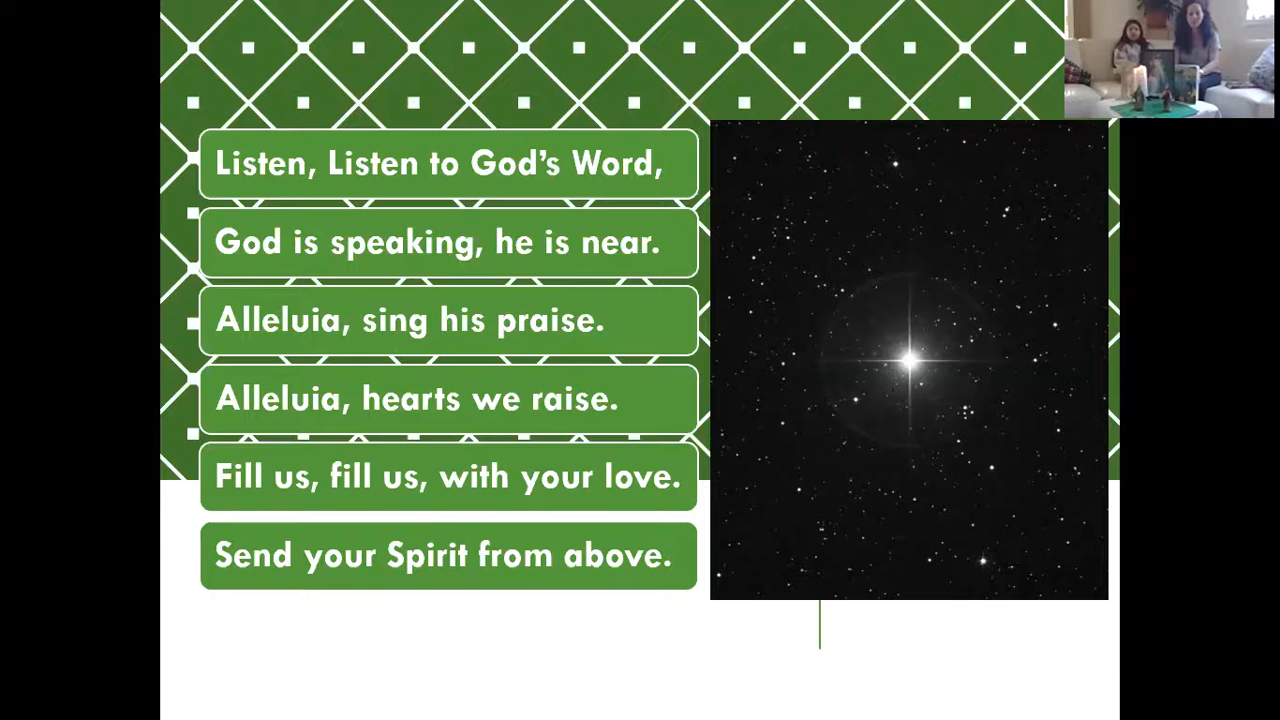 Listen, Listen to God's Word,
God is speaking, he is near.
Alleluia, sing his praise.
Alleluia, hearts we raise.
Fill us, fill us, with your love.
Send your Spirit from above.